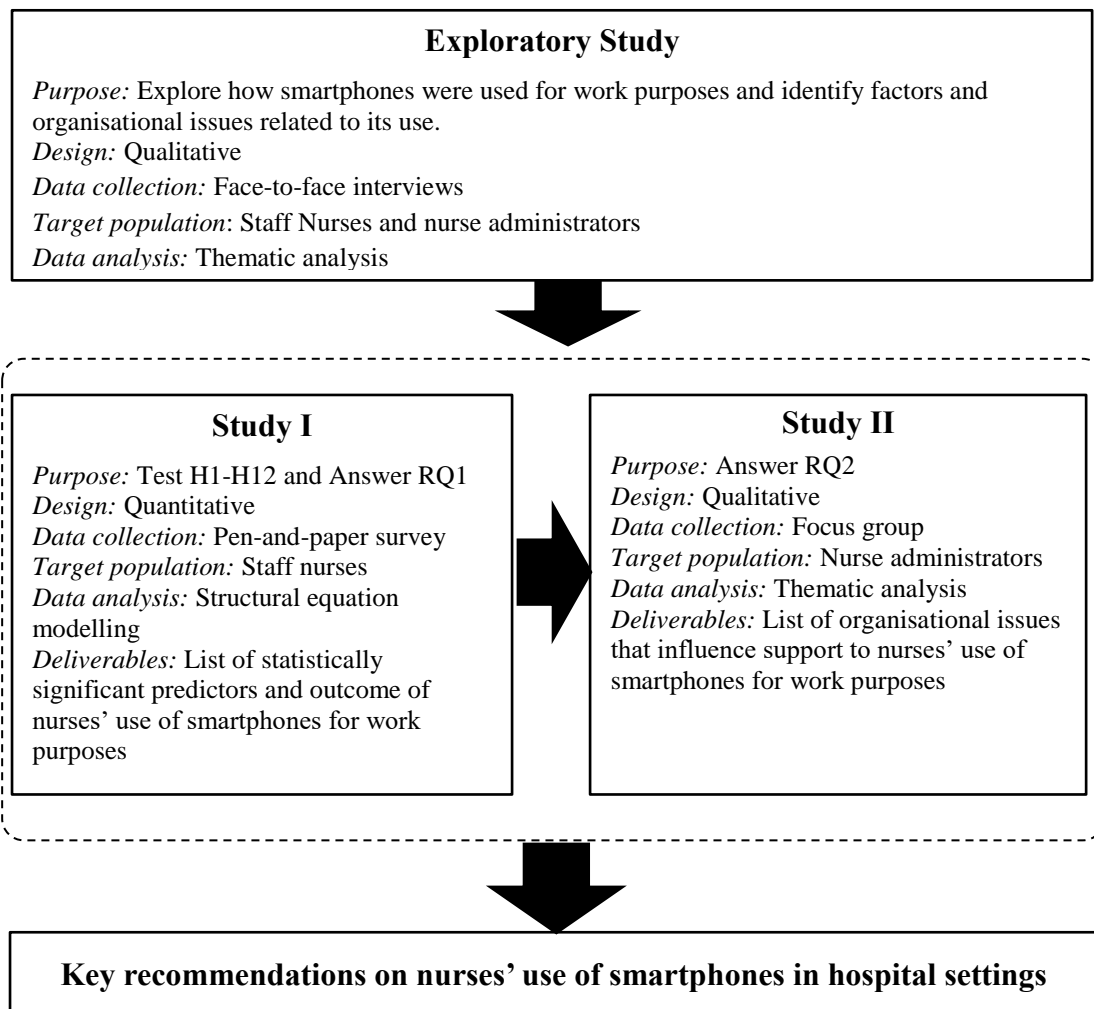 Exploratory Study
Purpose: Explore how smartphones were used for work purposes and identify factors and
organisational issues related to its use.
Design: Qualitative
Data collection: Face-to-face interviews
Target population: Staff Nurses and nurse administrators
Data analysis: Thematic analysis
Study I
Purpose: Test H1-H12 and Answer RQ1
Design: Quantitative
Data collection: Pen-and-paper survey
Target population: Staff nurses
Data analysis: Structural equation
modelling
Deliverables: List of statistically
significant predictors and outcome of
nurses’ use of smartphones for work
purposes
Study II
Purpose: Answer RQ2
Design: Qualitative
Data collection: Focus group
Target population: Nurse administrators
Data analysis: Thematic analysis
Deliverables: List of organisational issues
that influence support to nurses’ use of
smartphones for work purposes
Key recommendations on nurses’ use of smartphones in hospital settings